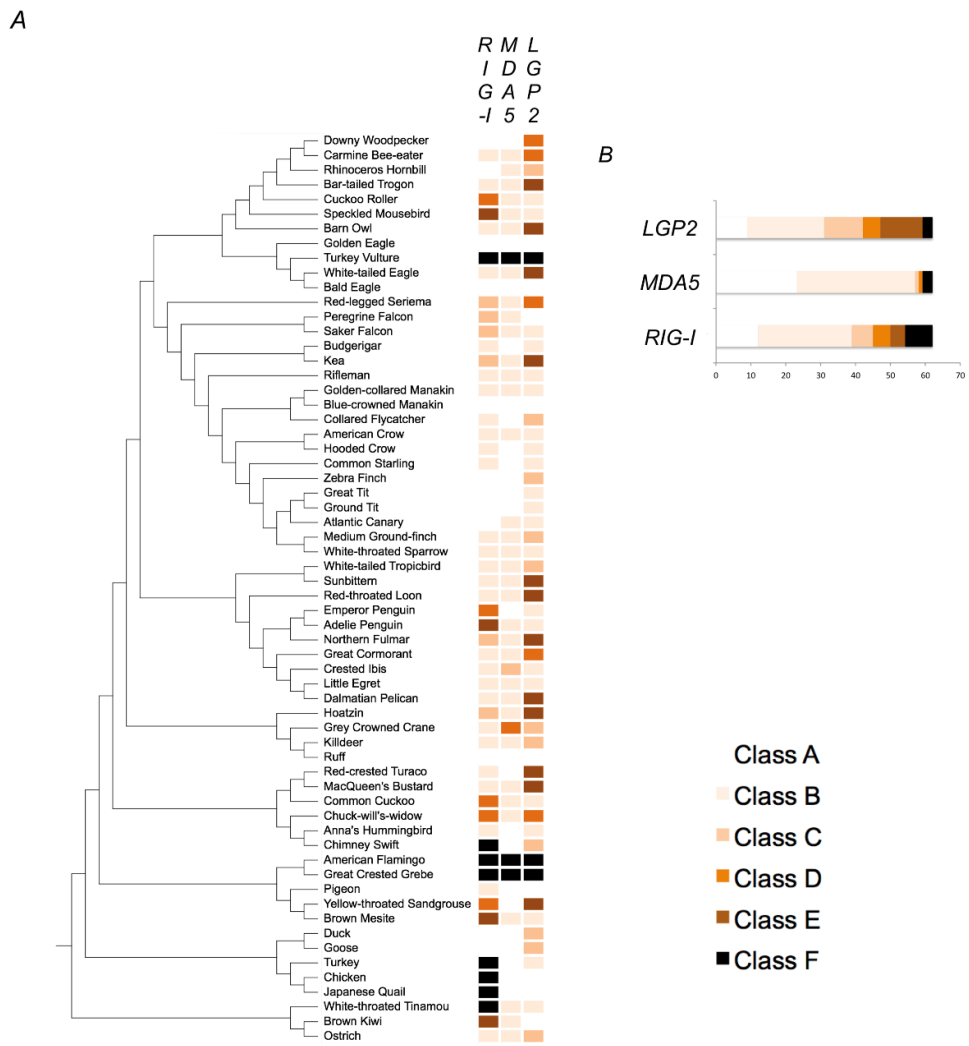 A
R M L
I D G
G A P
-I 5 2
Downy Woodpecker
Carmine Bee-eater
Rhinoceros Hornbill
Bar-tailed Trogon
Cuckoo Roller
Speckled Mousebird
Barn Owl
Golden Eagle
Turkey Vulture
White-tailed Eagle
Bald Eagle
Red-legged Seriema
Peregrine Falcon
Saker Falcon
Budgerigar
Kea
Rifleman
Golden-collared Manakin
Blue-crowned Manakin
Collared Flycatcher
American Crow
Hooded Crow
Common Starling
Zebra Finch
Great Tit
Ground Tit
Atlantic Canary
Medium Ground-finch
White-throated Sparrow
White-tailed Tropicbird
Sunbittern
Red-throated Loon
Emperor Penguin
Adelie Penguin
Northern Fulmar
Great Cormorant
Crested Ibis
Little Egret
Dalmatian Pelican
Hoatzin
Grey Crowned Crane
Killdeer
Ruff
Red-crested Turaco
MacQueen's Bustard
Common Cuckoo
Chuck-will's-widow
Anna's Hummingbird
Chimney Swift
American Flamingo
Great Crested Grebe
Pigeon
Yellow-throated Sandgrouse
Brown Mesite
Duck
Goose
Turkey
Chicken
Japanese Quail
White-throated Tinamou
Brown Kiwi
Ostrich
B
LGP2
MDA5
RIG-I
0 10 20 30 40 50 60 70
Class A
Class B
Class C
Class D
Class E
Class F